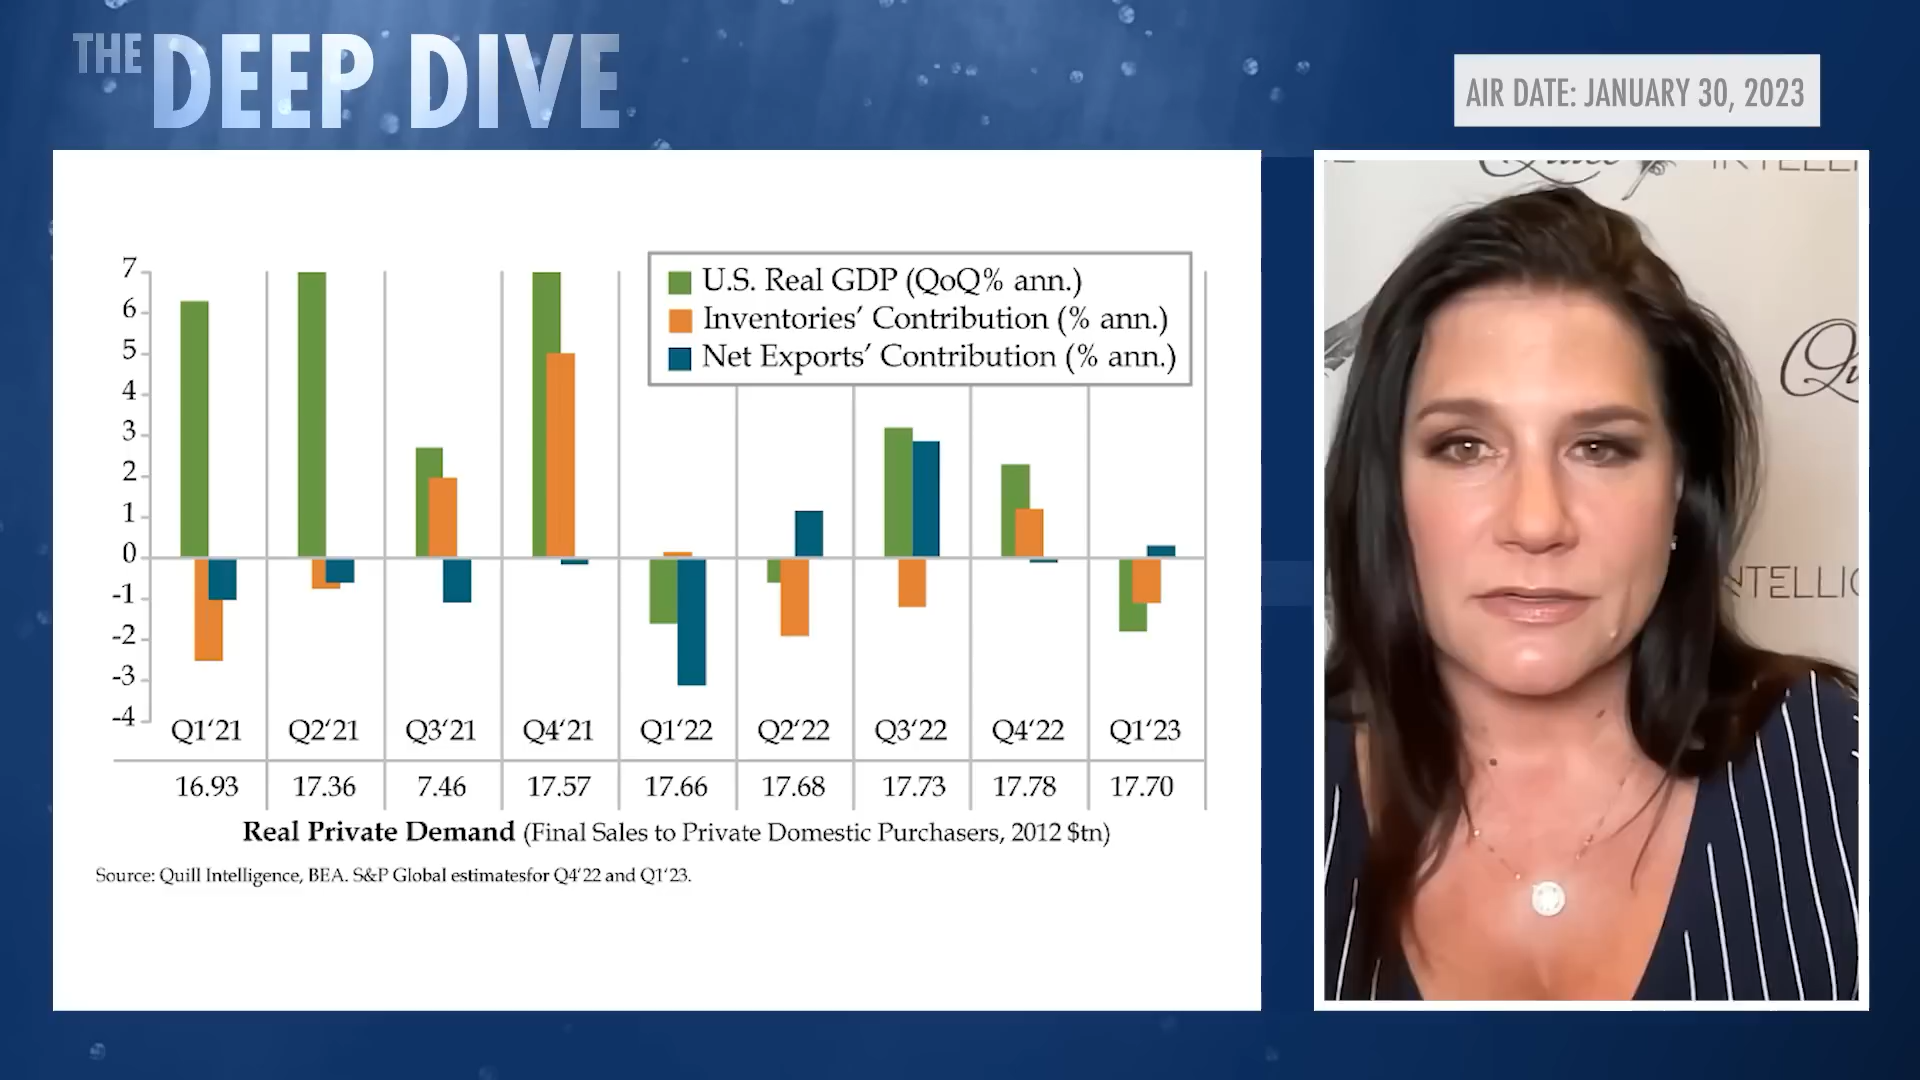 THE DEEP DIVE
AIR DATE: JANUARY 30, 2023
7
6
5
4
3
2
1
0
-1
-2
-3
-4
U.S. Real GDP (QoQ% ann.)
Inventories’ Contribution (% ann.)
Net Exports’ Contribution (% ann.)
Q1‘21 Q2‘21 Q3‘21 Q4‘21 Q1‘22 Q2‘22 Q3‘22 Q4‘22 Q1‘23
16.93 17.36 7.46 17.57 17.66 17.68 17.73 17.78 17.70
Real Private Demand (Final Sales to Private Domestic Purchasers, 2012 $tn)
Source: Quill Intelligence, BEA. S&P Global estimatesfor Q4‘22 and Q1‘23.